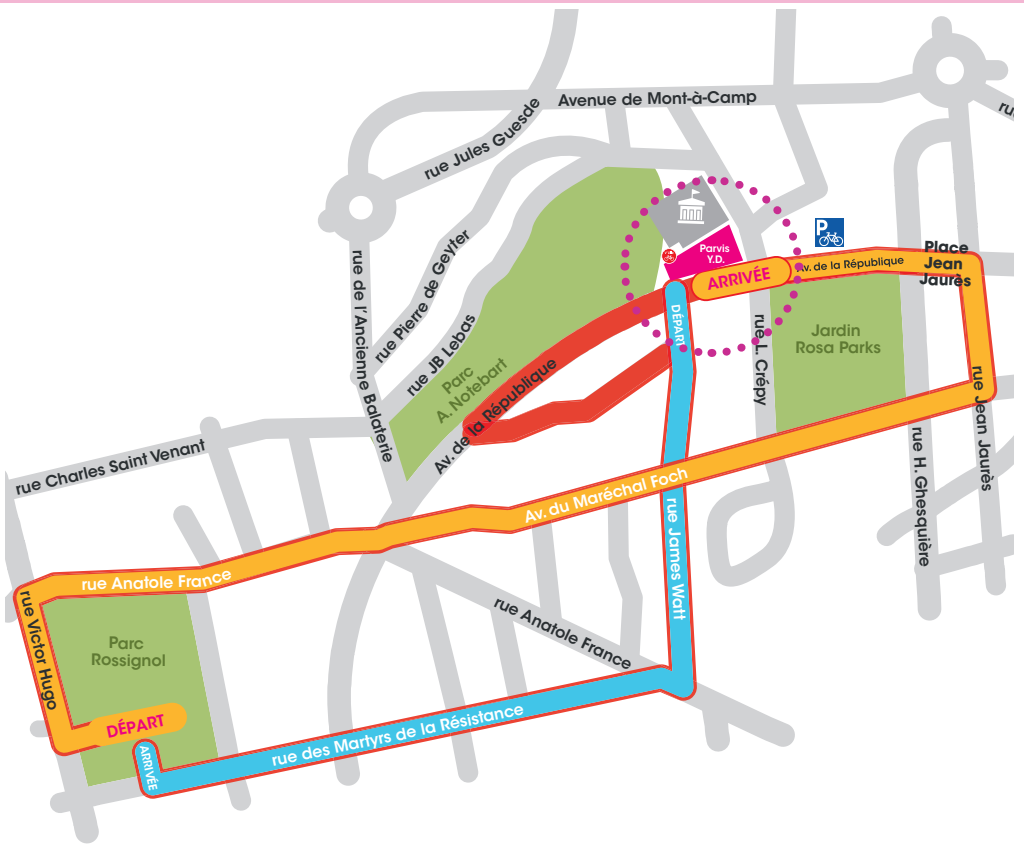 Avenue de Mont-à-Camp
rue Jules Guesde
rue de l'Ancienne Balaterie
rue Pierre de Geyter
rue JB Lebas
Parc
A. Notebart
Av. de la République
Parvis
Y.D.
ARRIVÉE
DÉPART
P
Av. de la République
Place
Jean
Jaurès
Jardin
Rosa Parks
rue L. Crépy
rue Jean Jaurès
rue H. Ghesquière
rue Charles Saint Venant
Av. du Maréchal Foch
rue James Watt
rue Anatole France
rue Anatole France
rue Victor Hugo
Parc
Rossignol
DÉPART
ARRIVÉE
rue des Martyrs de la Résistance